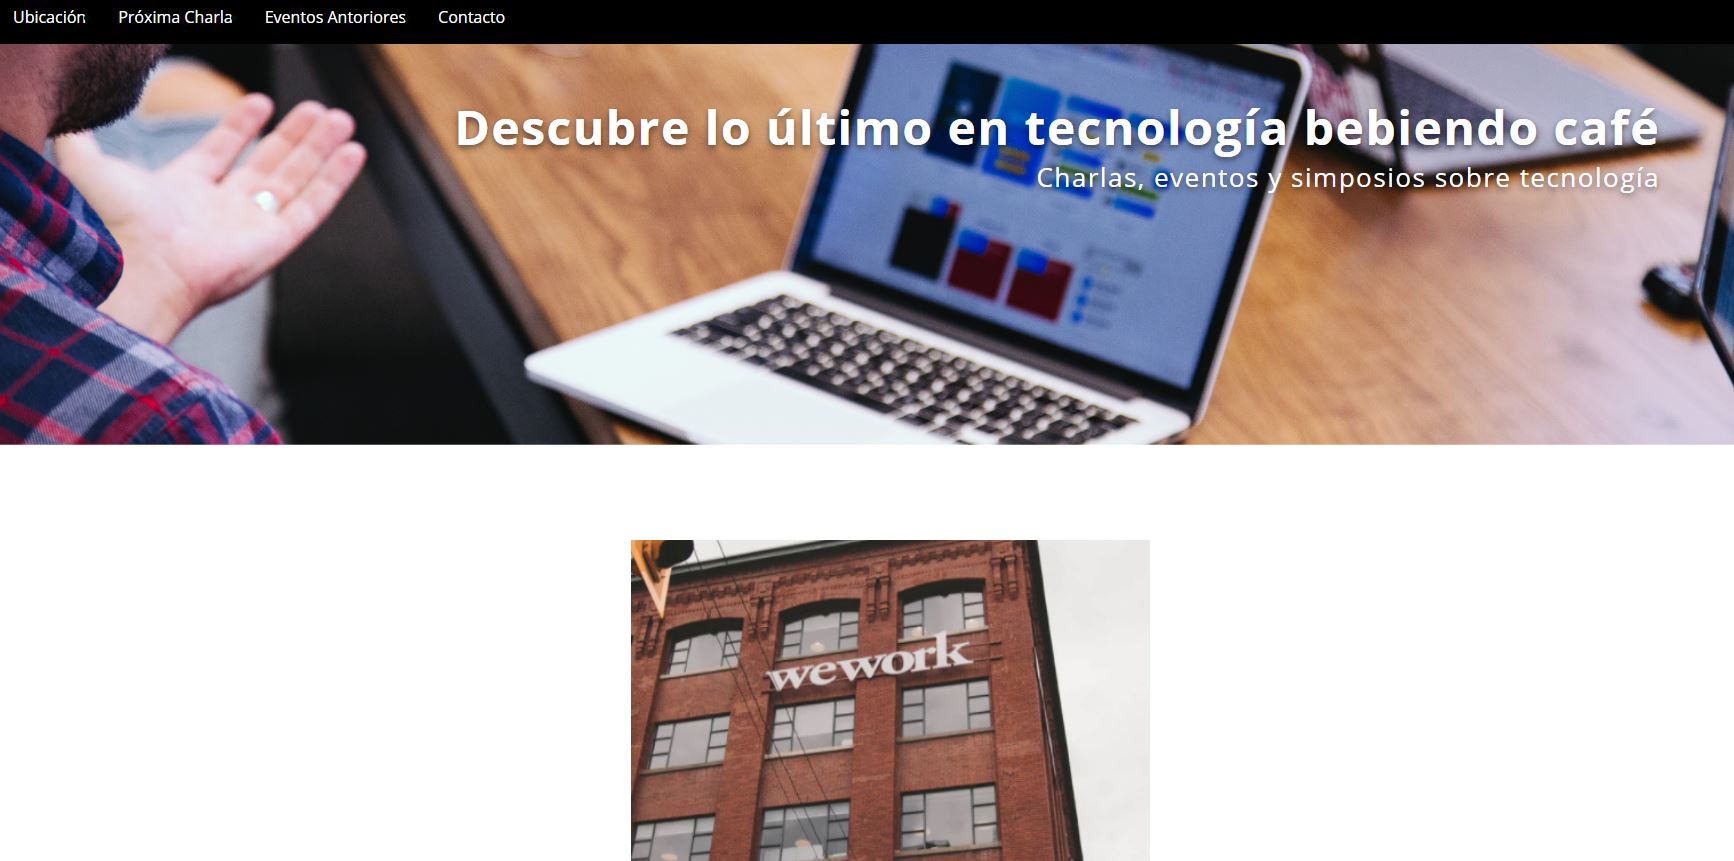 Ubicación Próxima Charla Eventos Antoriores Contacto
Descubre lo último en tecnología bebiendo café
Charlas, eventos y simposios sobre tecnología
wework